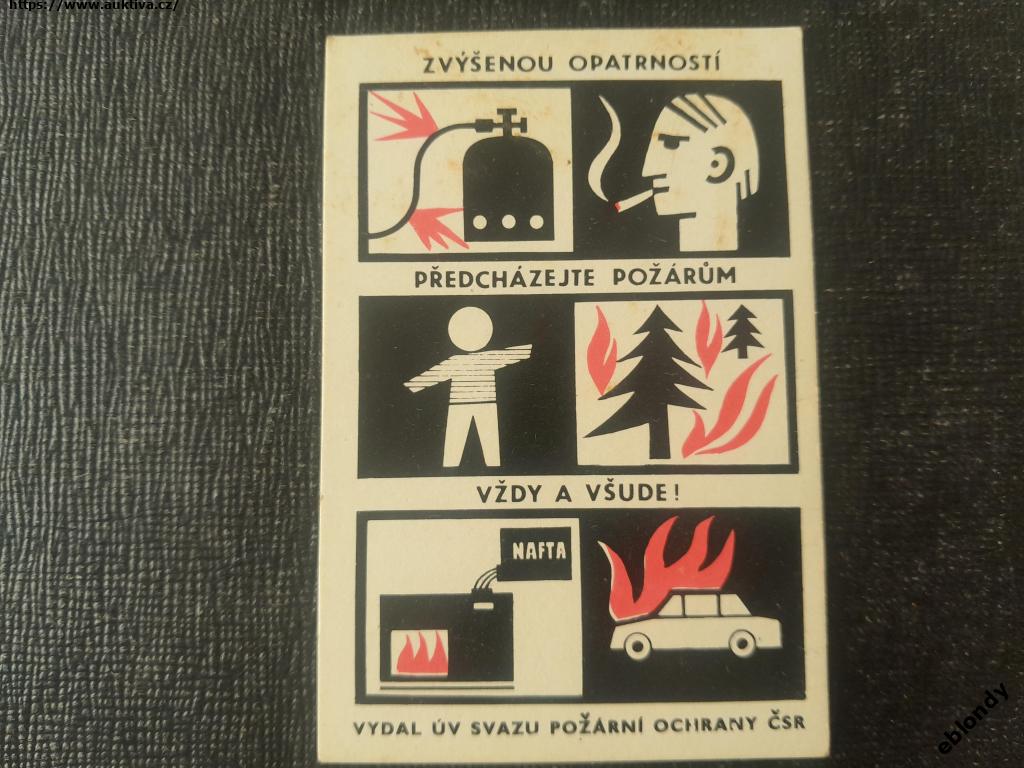 https://www.auktiva.cz/
ZVÝŠENOU OPATRNOSTÍ
PŘEDCHÁZEJTE POŽÁRŮM
VŽDY A VŠUDE!
NAFTA
VYDAL ÚV SVAZU POŽÁRNÍ OCHRANY ČSR
eblondy